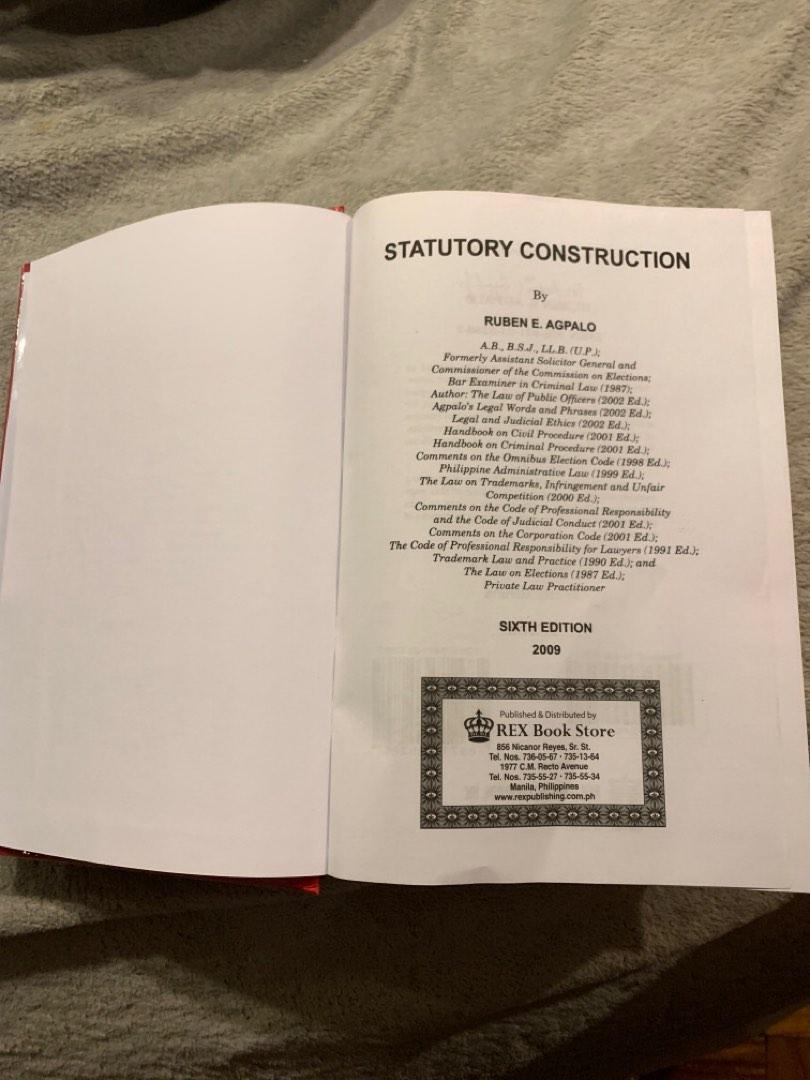 STATUTORY CONSTRUCTION
By
RUBEN E. AGPALO
A.B., B.S.J., LL.B. (U.P.);
Formerly Assistant Solicitor General and
Commissioner of the Commission on Elections;
Bar Examiner in Criminal Law (1987);
Author: The Law of Public Officers (2002 Ed.);
Agpalo's Legal Words and Phrases (2002 Ed.);
Legal and Judicial Ethics (2002 Ed.);
Handbook on Civil Procedure (2001 Ed.);
Handbook on Criminal Procedure (2001 Ed.);
Comments on the Omnibus Election Code (1998 Ed.);
Philippine Administrative Law (1999 Ed.);
The Law on Trademarks, Infringement and Unfair
Competition (2000 Ed.);
Comments on the Code of Professional Responsibility
and the Code of Judicial Conduct (2001 Ed.);
Comments on the Corporation Code (2001 Ed.);
The Code of Professional Responsibility for Lawyers (1991 Ed.);
Trademark Law and Practice (1990 Ed.); and
The Law on Elections (1987 Ed.);
Private Law Practitioner
SIXTH EDITION
2009
Published & Distributed by
REX Book Store
856 Nicanor Reyes, Sr. St.
Tel. Nos. 736-05-67 • 735-13-64
1977 C.M. Recto Avenue
Tel. Nos. 735-55-27 • 735-55-34
Manila, Philippines
www.rexpublishing.com.ph